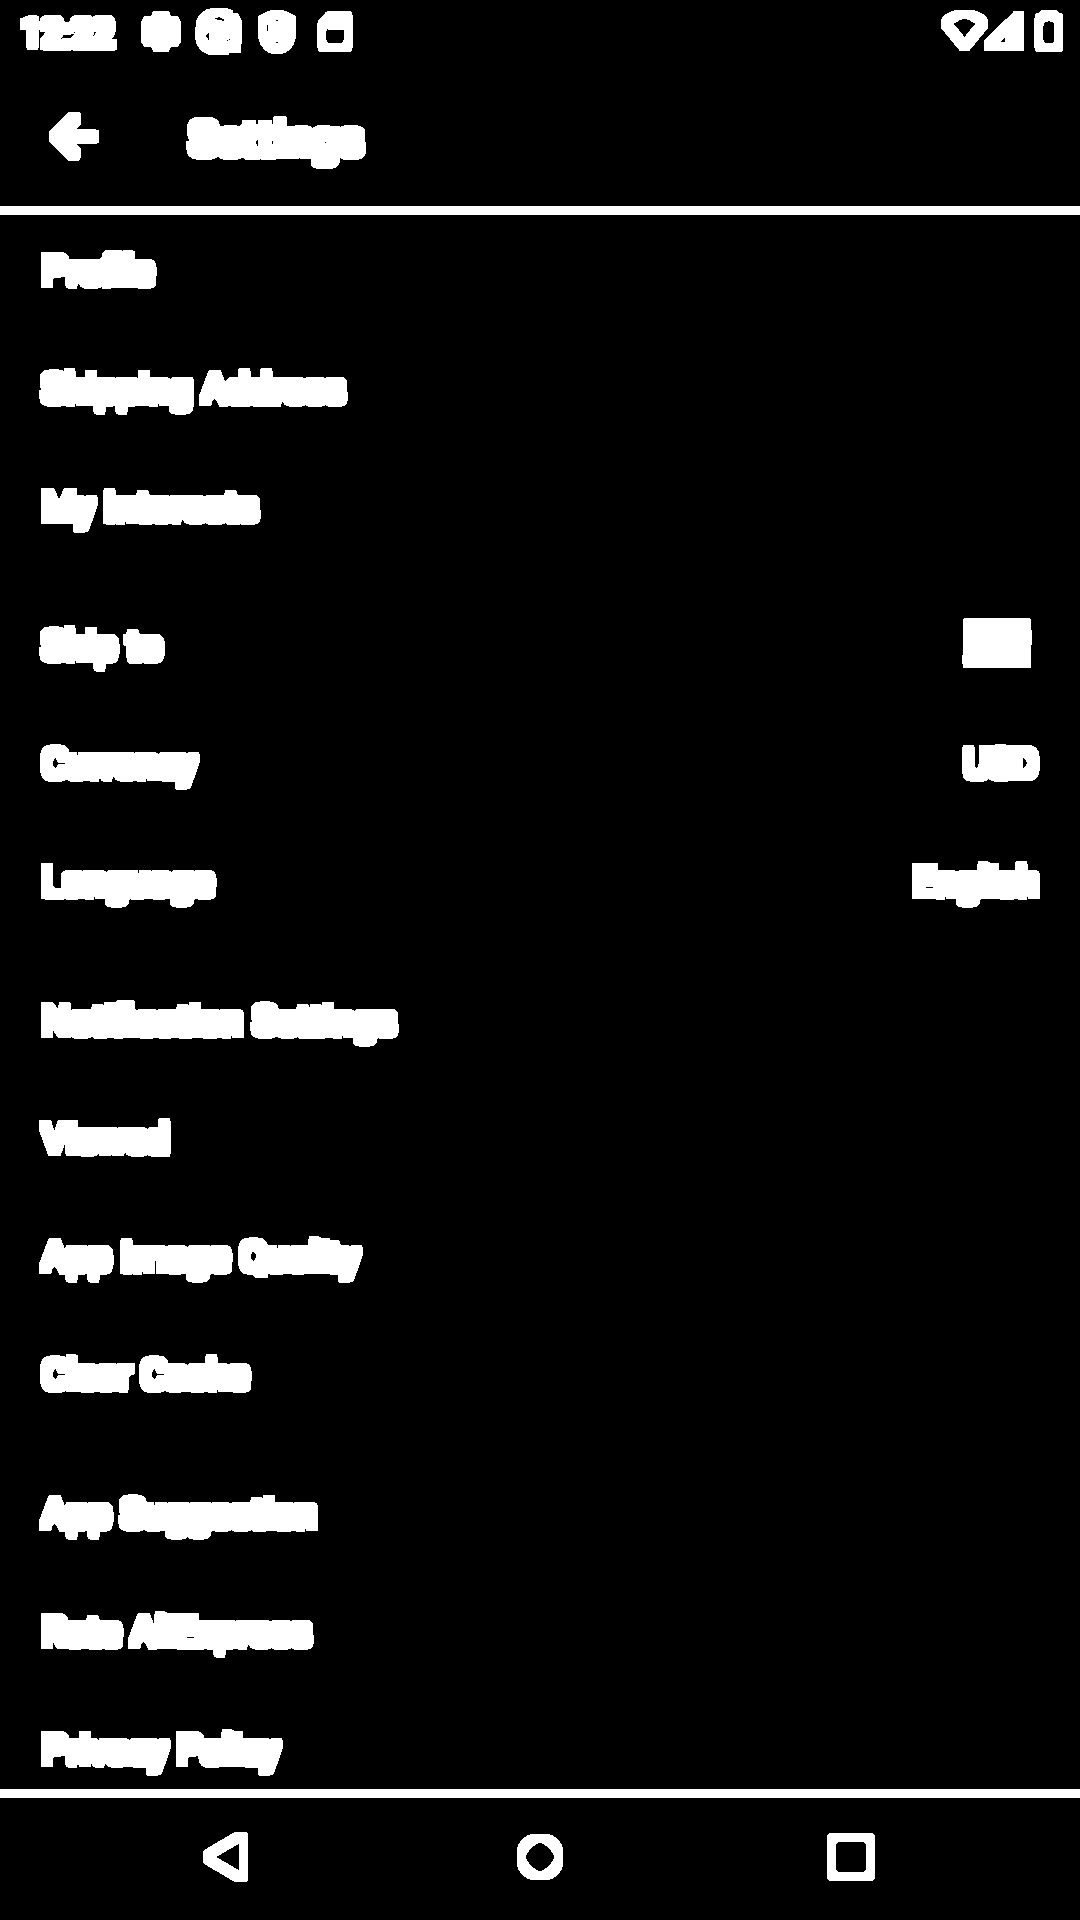 12:22
Settings
Profile
Shipping Address
My Interests
Ship to
Currency USD
Language English
Notification Settings
Viewed
App Image Quality
Clear Cache
App Suggestion
Rate AliExpress
Privacy Policy